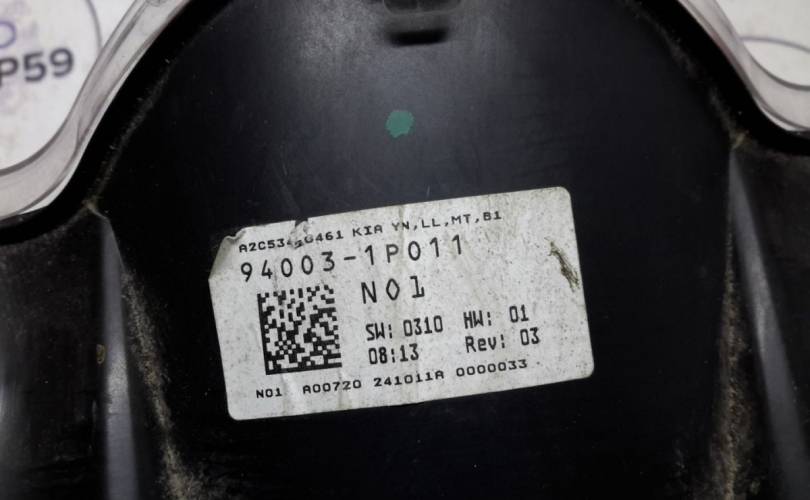 P59
KIA YN,LL,MT,B1
94003-1P011
N01
SW: 0310 HW: 01
08:13 Rev: 03
N01 A00720 241011A 0000033